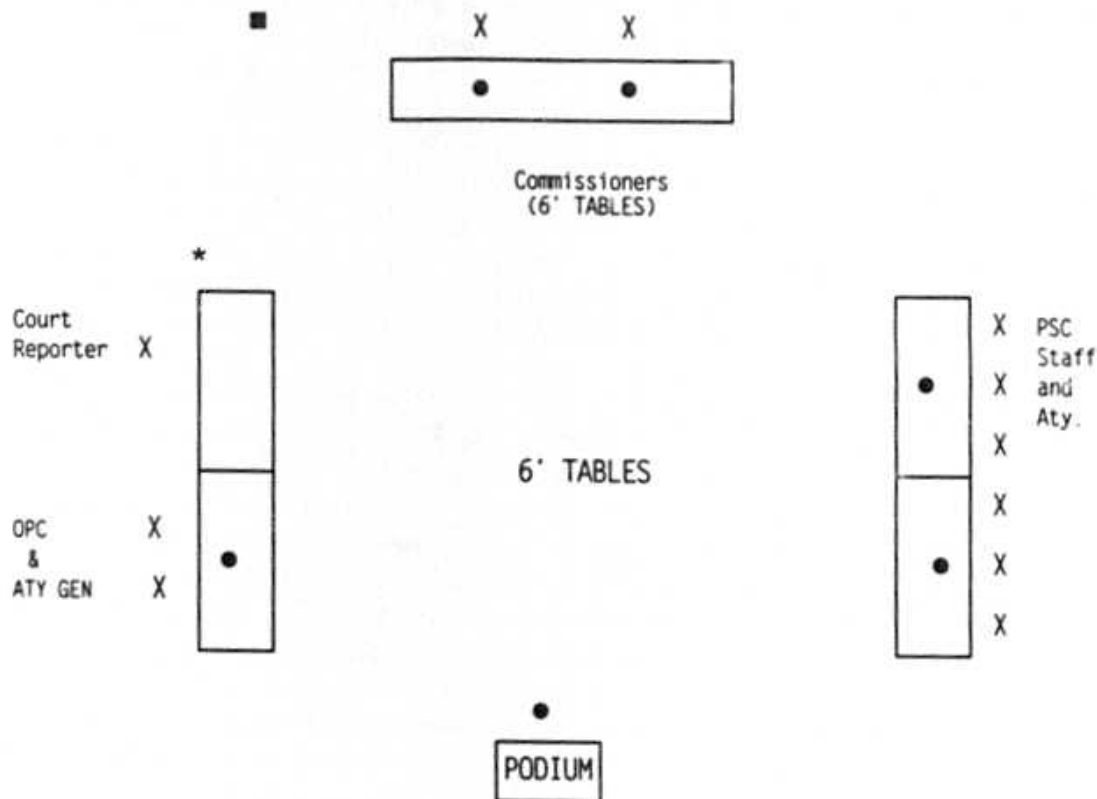 X X
Commissioners
(6' TABLES)
*
Court
Reporter X
X PSC
Staff
X and
Aty.
X
6' TABLES
X
OPC X
&
ATY GEN X
X
X
PODIUM